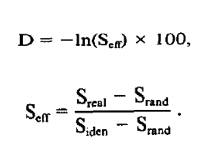 D = −ln(S_eff) × 100,
S_eff = (S_real − S_rand) / (S_iden − S_rand) .